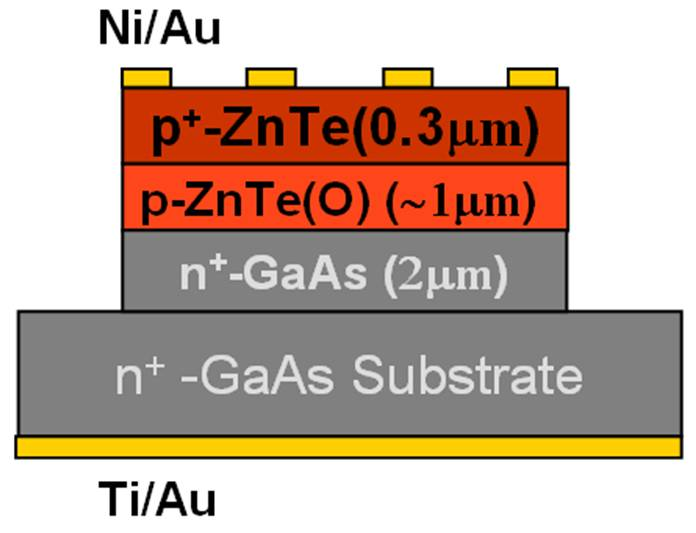 Ni/Au
p⁺-ZnTe(0.3μm)
p-ZnTe(O) (~1μm)
n⁺-GaAs (2μm)
n⁺ -GaAs Substrate
Ti/Au